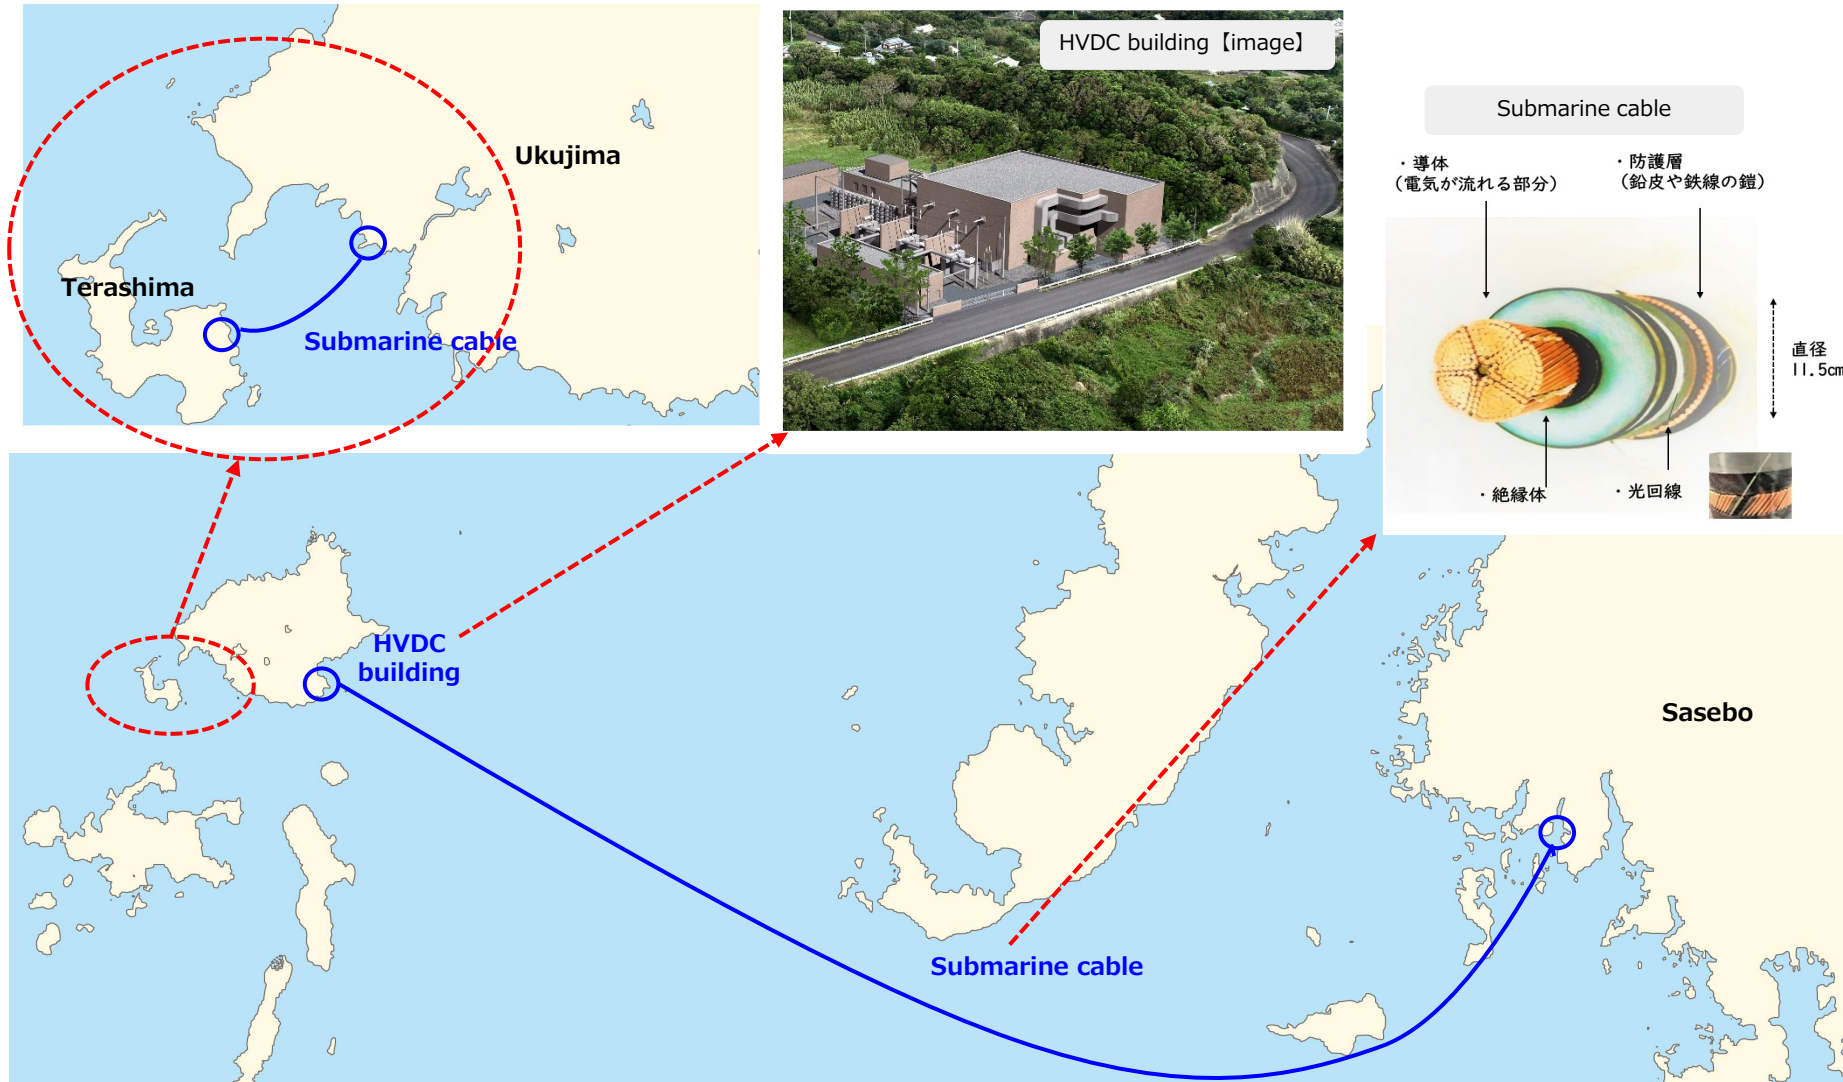 HVDC building【image】
Submarine cable
・導体
（電気が流れる部分）
・防護層
（鉛皮や鉄線の鎧）
Ukujima
Terashima
Submarine cable
直径
11.5cm
・絶縁体
・光回線
HVDC
building
Sasebo
Submarine cable